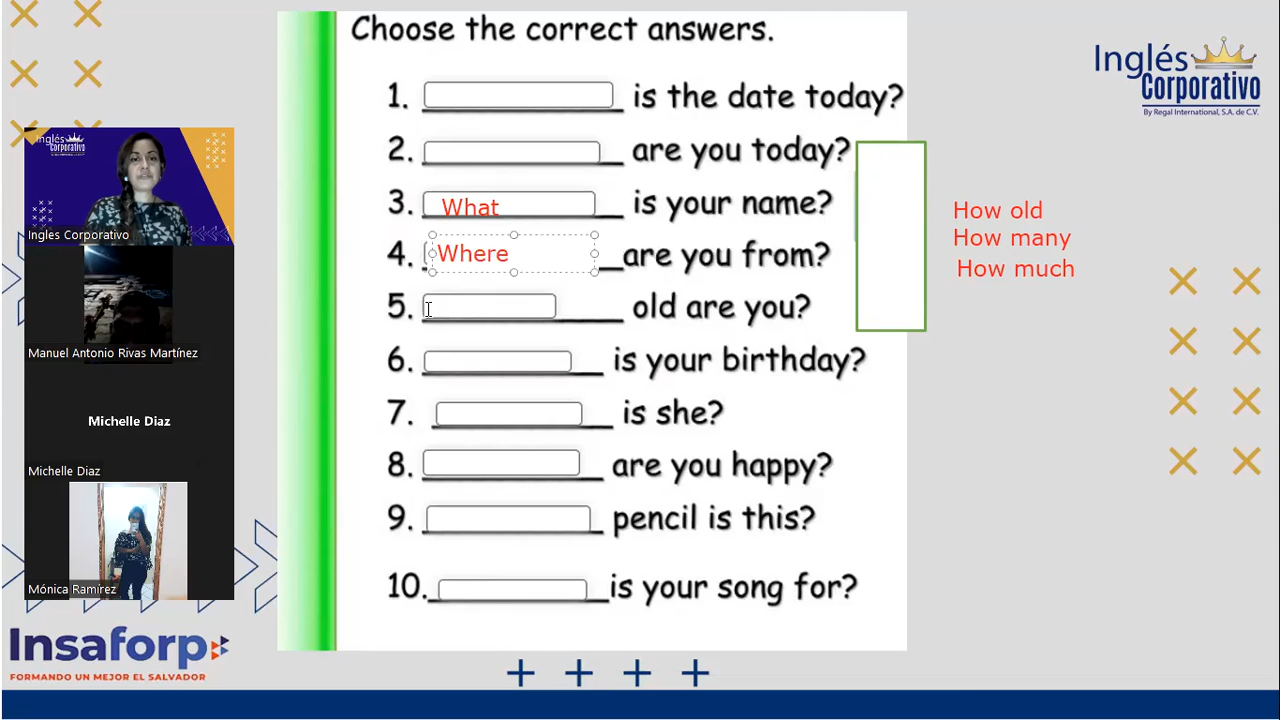 Choose the correct answers.
1. is the date today?
2. are you today?
3. What is your name?
4. Where are you from?
5. old are you?
6. is your birthday?
7. is she?
8. are you happy?
9. pencil is this?
10. is your song for?
How old
How many
How much
Inglés
Corporativo
By Regal International, S.A. de C.V.
Inglés
Corporativo
Ingles Corporativo
Manuel Antonio Rivas Martínez
Michelle Diaz
Michelle Diaz
Mónica Ramírez
Insaforp
FORMANDO UN MEJOR EL SALVADOR